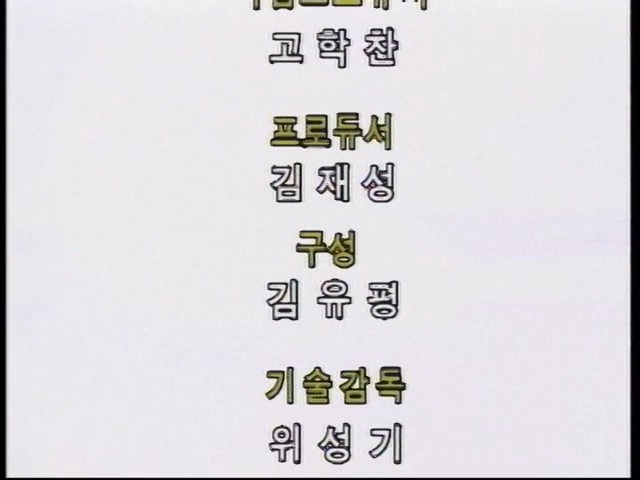 고학찬
프로듀서
김재성
구성
김유평
기술감독
위성기